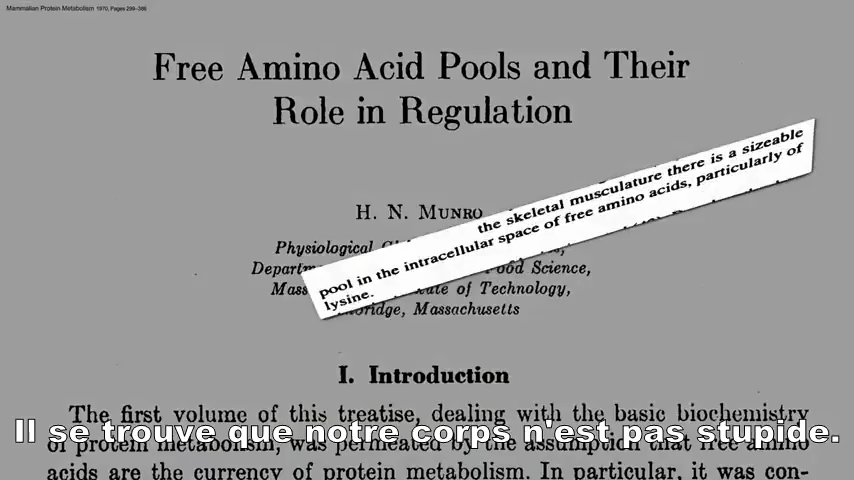 Mammalian Protein Metabolism 1970, Pages 299–386
Free Amino Acid Pools and Their
Role in Regulation
H. N. MUNRO
the skeletal musculature there is a sizeable
pool in the intracellular space of free amino acids, particularly of
lysine.
Physiological
Food Science,
of Technology,
Massachusetts
I. Introduction
The first volume of this treatise, dealing with the basic biochemistry
of protein metabolism, was permeated by the assumption that free amino
acids are the currency of protein metabolism. In particular, it was con-
Il se trouve que notre corps n'est pas stupide.